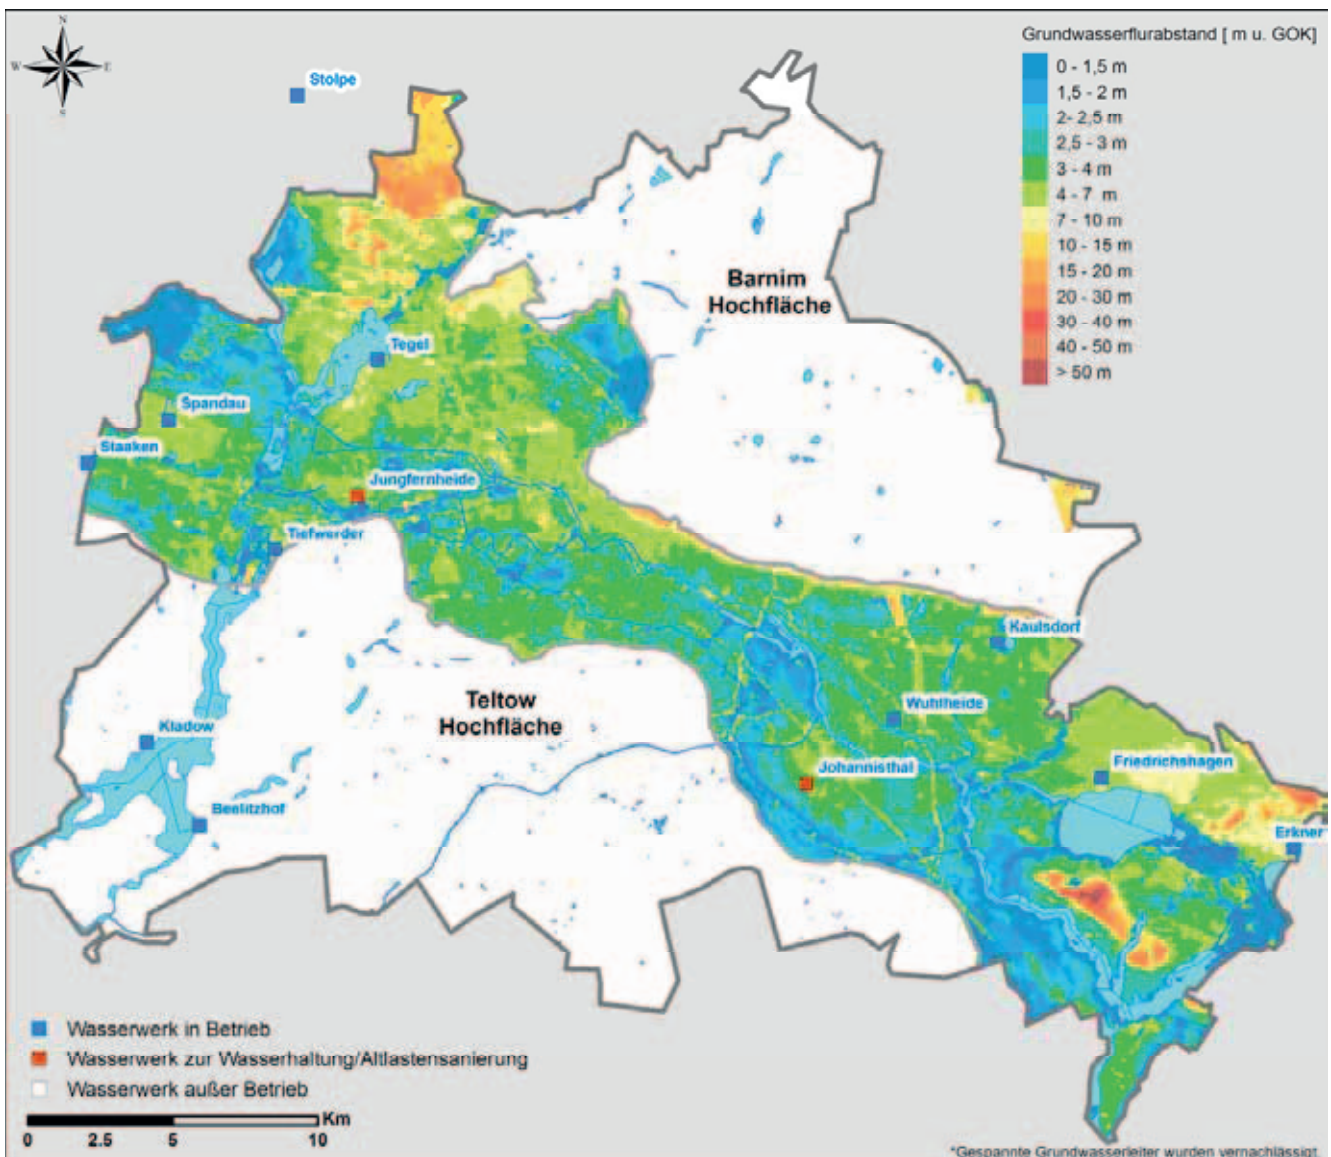 N
W
E
S
Stolpe
Grundwasserflurabstand [ m u. GOK]
0 - 1,5 m
1,5 - 2 m
2- 2,5 m
2,5 - 3 m
3 - 4 m
4 - 7 m
7 - 10 m
10 - 15 m
15 - 20 m
20 - 30 m
30 - 40 m
40 - 50 m
> 50 m
Barnim
Hochfläche
Tegel
Spandau
Staaken
Jungfernheide
Tiefwerder
Kaulsdorf
Teltow
Hochfläche
Wuhlheide
Kladow
Johannisthal
Friedrichshagen
Beelitzhof
Erkner
Wasserwerk in Betrieb
Wasserwerk zur Wasserhaltung/Altlastensanierung
Wasserwerk außer Betrieb
Km
0 2.5 5 10
*Gespannte Grundwasserleiter wurden vernachlässigt.